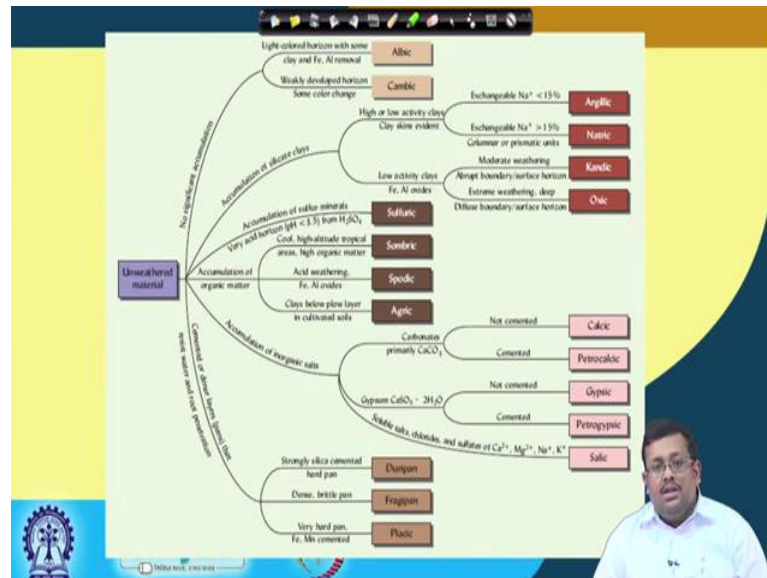 Light-colored horizon with some
clay and Fe, Al removal
Albic
Weakly developed horizon
Some color change
Cambic
No significant accumulation
Accumulation of silicate clays
High or low activity clays
Clay skins evident
Exchangeable Na⁺ <15%
Argillic
Exchangeable Na⁺ >15%
Columnar or prismatic units
Natric
Low activity clays
Fe, Al oxides
Moderate weathering
Abrupt boundary/surface horizon
Kandic
Extreme weathering, deep
Diffuse boundary/surface horizon
Oxic
Accumulation of sulfur minerals
Very acid horizon (pH < 3.5) from H₂SO₄
Sulfuric
Unweathered
material
Accumulation of
organic matter
Cool, high-altitude tropical
areas, high organic matter
Sombric
Acid weathering,
Fe, Al oxides
Spodic
Clays below plow layer
in cultivated soils
Agric
Accumulation of inorganic salts
Carbonates
primarily CaCO₃
Not cemented
Calcic
Cemented
Petrocalcic
Gypsum CaSO₄ · 2H₂O
Not cemented
Gypsic
Cemented
Petrogypsic
Soluble salts, chlorides, and sulfates of Ca²⁺, Mg²⁺, Na⁺, K⁺
Salic
Cemented or dense layers (pans) that
resist water and root penetration
Strongly silica cemented
hard pan
Duripan
Dense, brittle pan
Fragipan
Very hard pan,
Fe, Mn cemented
Placic